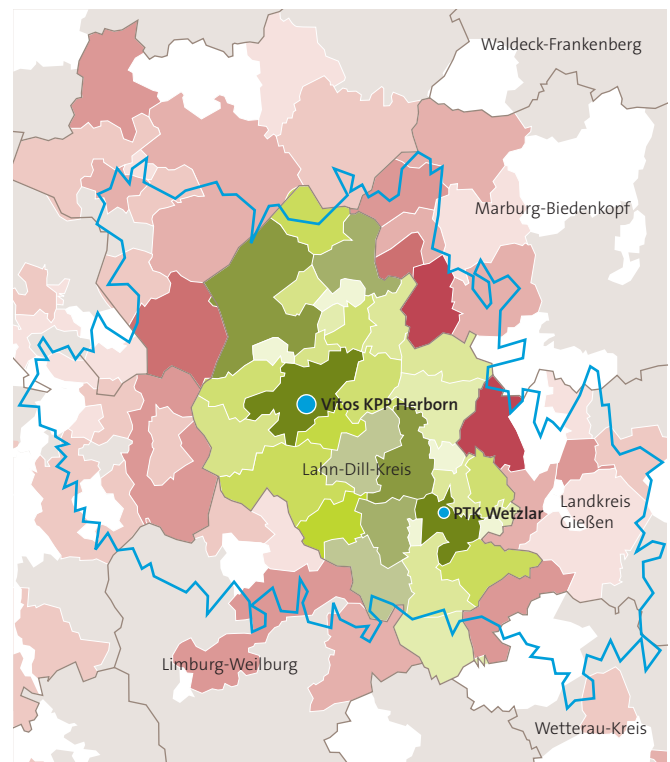 Waldeck-Frankenberg
Marburg-Biedenkopf
Vitos KPP Herborn
Lahn-Dill-Kreis
PTK Wetzlar
Landkreis
Gießen
Limburg-Weilburg
Wetterau-Kreis